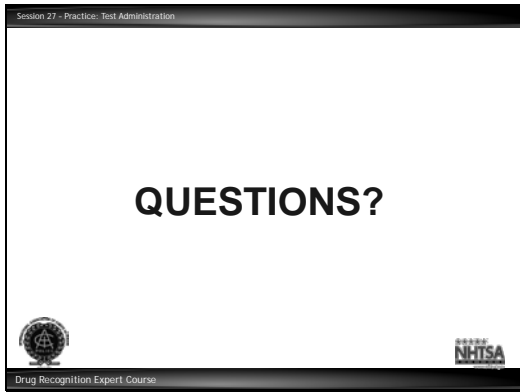 Session 27 - Practice: Test Administration
QUESTIONS?
NHTSA
Drug Recognition Expert Course